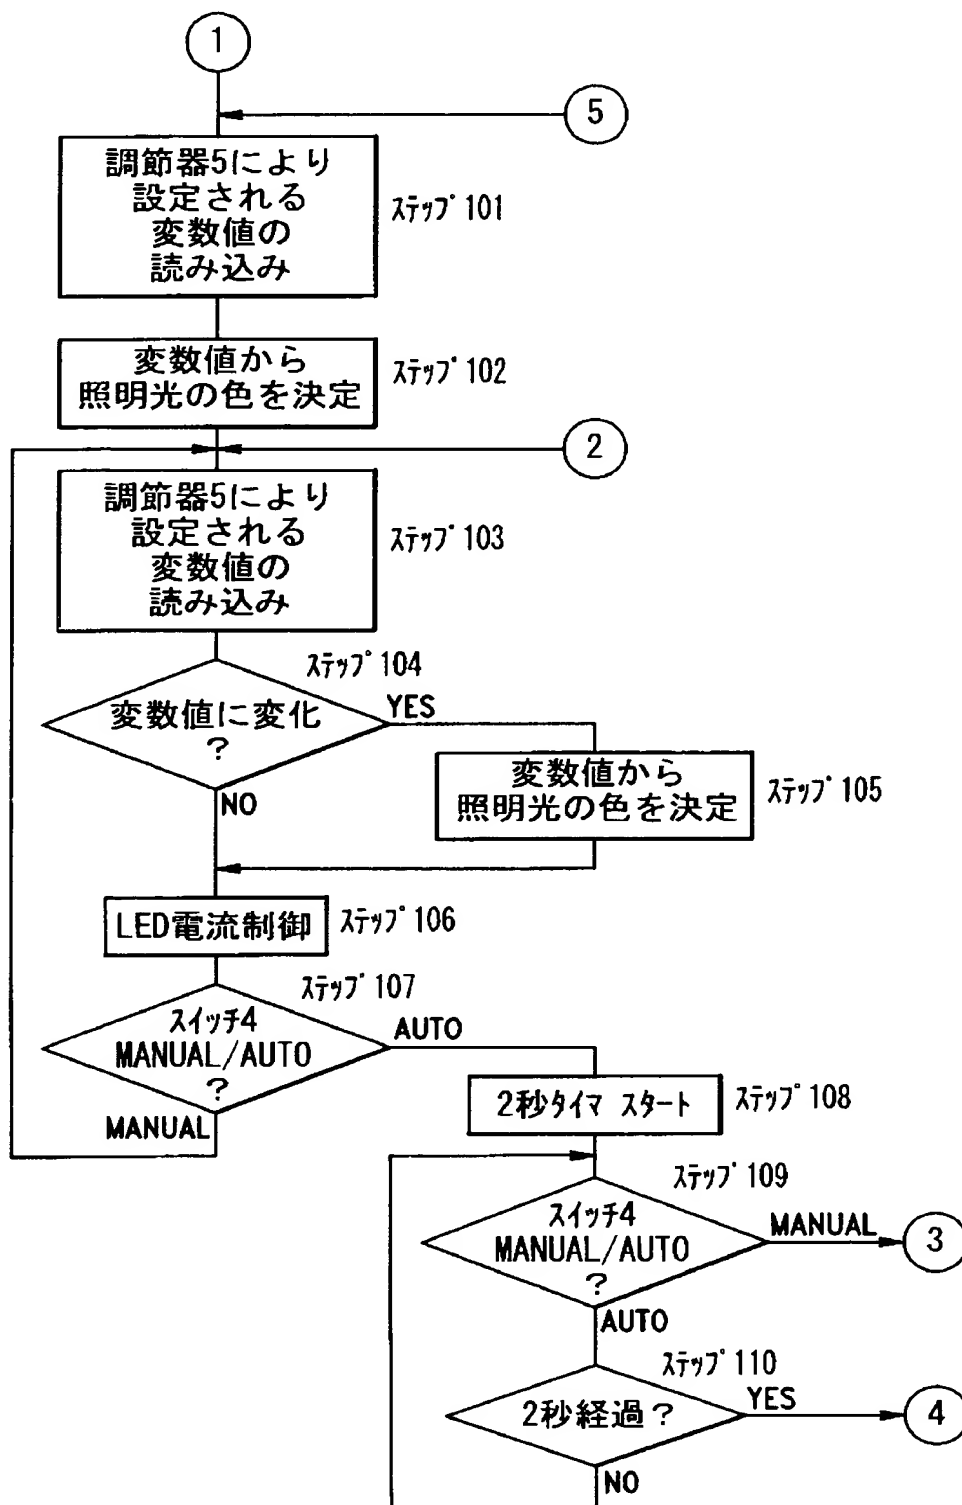 1
5
調節器5により
設定される
変数値の
読み込み
ｽﾃｯﾌﾟ 101
変数値から
照明光の色を決定
ｽﾃｯﾌﾟ 102
2
調節器5により
設定される
変数値の
読み込み
ｽﾃｯﾌﾟ 103
ｽﾃｯﾌﾟ 104
変数値に変化
?
YES
NO
変数値から
照明光の色を決定
ｽﾃｯﾌﾟ 105
LED電流制御
ｽﾃｯﾌﾟ 106
ｽﾃｯﾌﾟ 107
ｽｲｯﾁ4
MANUAL/AUTO
?
AUTO
MANUAL
2秒ﾀｲﾏ ｽﾀｰﾄ
ｽﾃｯﾌﾟ 108
ｽﾃｯﾌﾟ 109
ｽｲｯﾁ4
MANUAL/AUTO
?
MANUAL
3
AUTO
ｽﾃｯﾌﾟ 110
2秒経過?
YES
4
NO